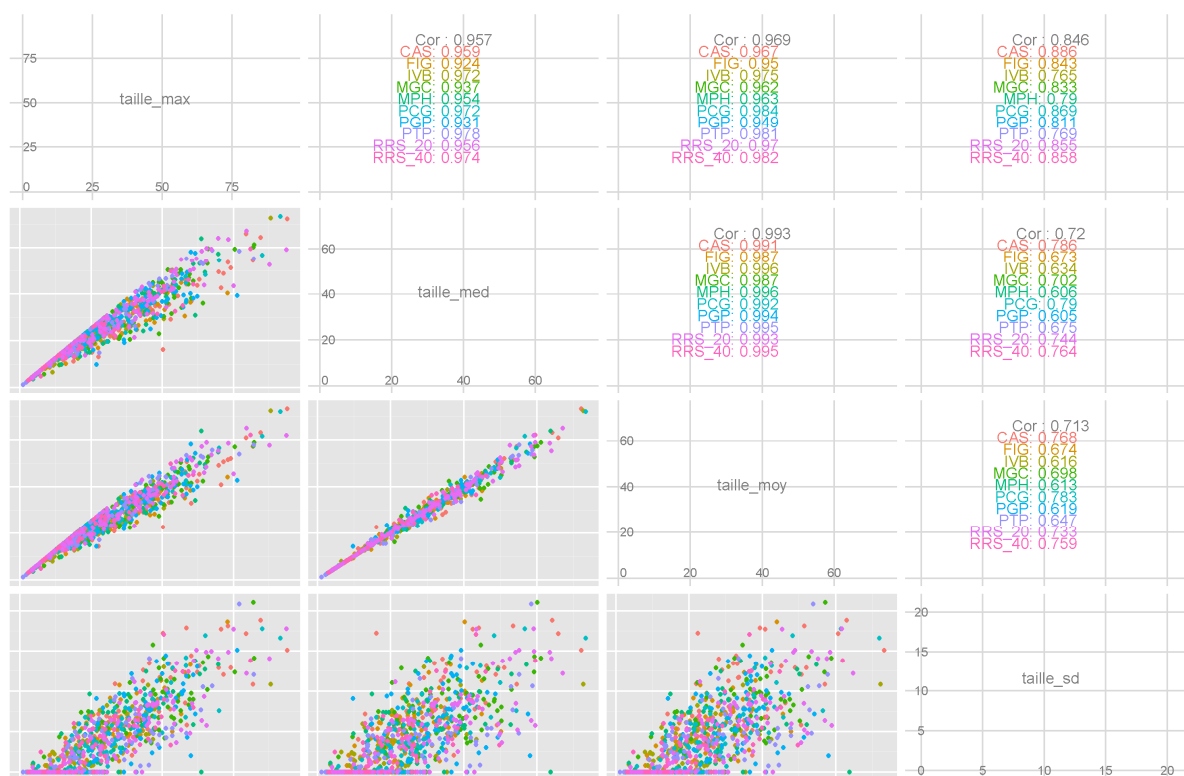 Cor : 0.957
CAS: 0.959
FIG: 0.924
IVB: 0.972
MGC: 0.937
MPH: 0.954
PCG: 0.972
PGP: 0.931
PTP: 0.978
RRS_20: 0.956
RRS_40: 0.974
Cor : 0.969
CAS: 0.967
FIG: 0.95
IVB: 0.975
MGC: 0.962
MPH: 0.963
PCG: 0.984
PGP: 0.949
PTP: 0.981
RRS_20: 0.97
RRS_40: 0.982
Cor : 0.846
CAS: 0.886
FIG: 0.843
IVB: 0.765
MGC: 0.833
MPH: 0.79
PCG: 0.869
PGP: 0.811
PTP: 0.769
RRS_20: 0.855
RRS_40: 0.858
75
50
25
0
taille_max
0 25 50 75
Cor : 0.993
CAS: 0.991
FIG: 0.987
IVB: 0.996
MGC: 0.987
MPH: 0.996
PCG: 0.992
PGP: 0.994
PTP: 0.995
RRS_20: 0.993
RRS_40: 0.995
Cor : 0.72
CAS: 0.786
FIG: 0.673
IVB: 0.634
MGC: 0.702
MPH: 0.606
PCG: 0.79
PGP: 0.605
PTP: 0.675
RRS_20: 0.744
RRS_40: 0.764
60
40
20
taille_med
0 20 40 60
Cor : 0.713
CAS: 0.768
FIG: 0.674
IVB: 0.616
MGC: 0.698
MPH: 0.613
PCG: 0.783
PGP: 0.619
PTP: 0.647
RRS_20: 0.733
RRS_40: 0.759
60
40
20
taille_moy
0 20 40 60
20
15
10
5
taille_sd
0 5 10 15 20